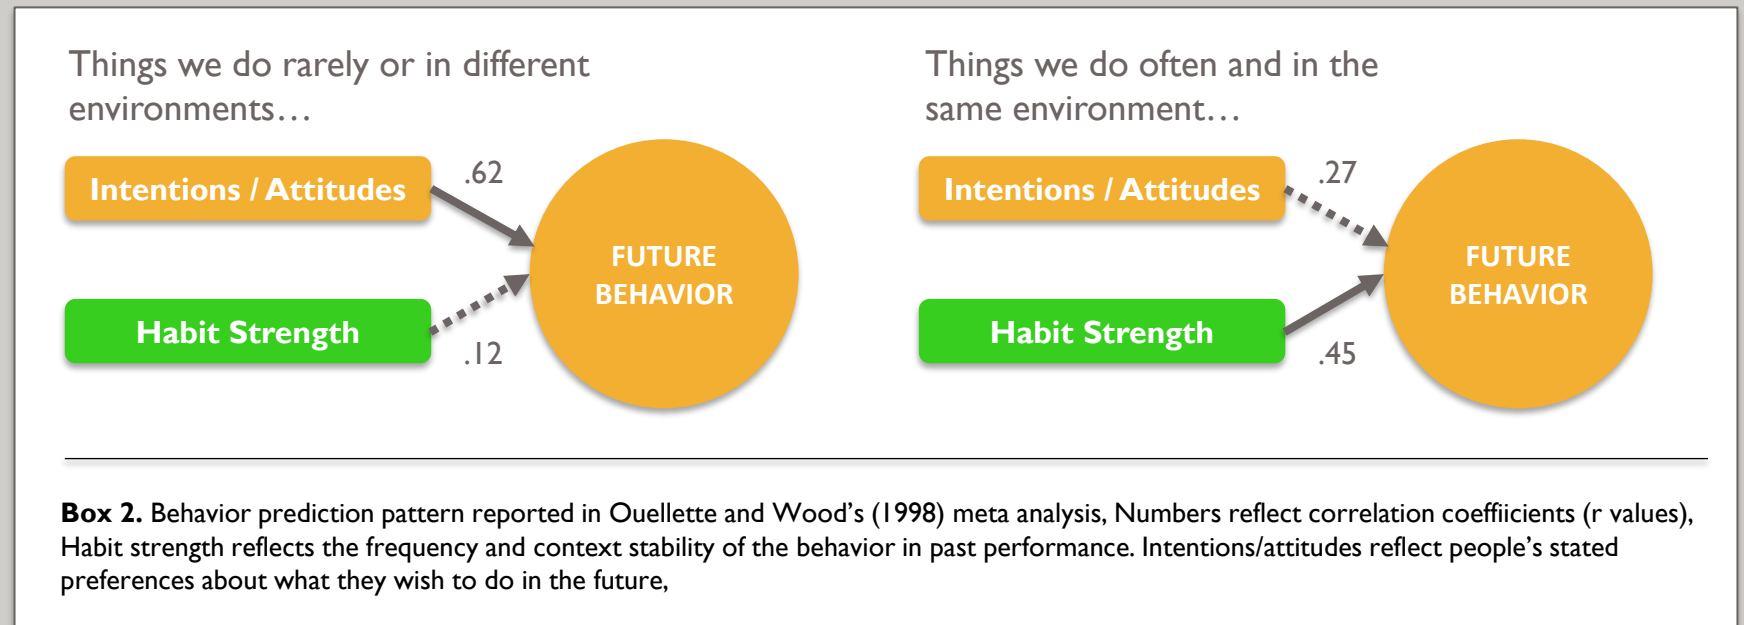 Things we do rarely or in different
environments…
Intentions / Attitudes
.62
Habit Strength
.12
FUTURE
BEHAVIOR
Things we do often and in the
same environment…
Intentions / Attitudes
.27
Habit Strength
.45
FUTURE
BEHAVIOR
Box 2. Behavior prediction pattern reported in Ouellette and Wood’s (1998) meta analysis, Numbers reflect correlation coeffiicients (r values),
Habit strength reflects the frequency and context stability of the behavior in past performance. Intentions/attitudes reflect people’s stated
preferences about what they wish to do in the future,